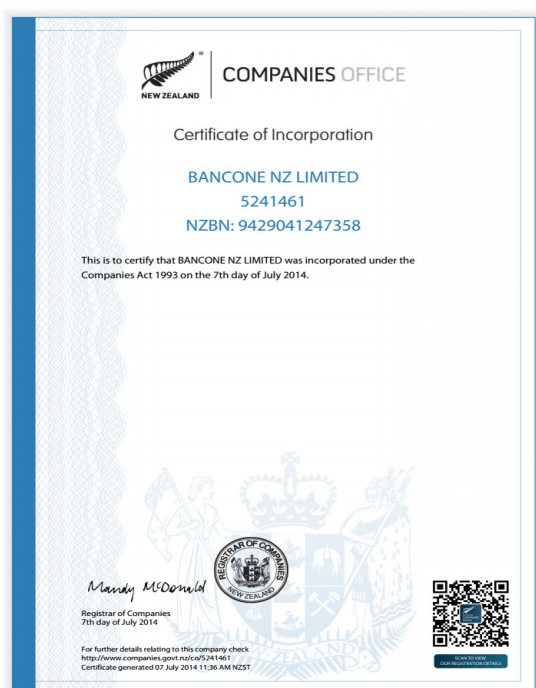 NEW ZEALAND
COMPANIES OFFICE
Certificate of Incorporation
BANCONE NZ LIMITED
5241461
NZBN: 9429041247358
This is to certify that BANCONE NZ LIMITED was incorporated under the
Companies Act 1993 on the 7th day of July 2014.
REGISTRAR OF COMPANIES
NEW ZEALAND
Mandy McDonald
Registrar of Companies
7th day of July 2014
For further details relating to this company check
http://www.companies.govt.nz/co/5241461
Certificate generated 07 July 2014 11:36 AM NZST
NEW ZEALAND
SCAN TO VIEW
OUR REGISTRATION DETAILS